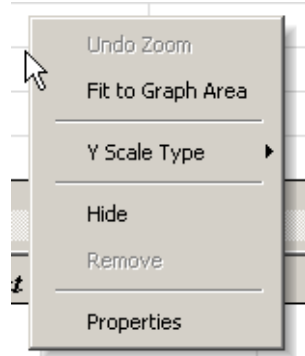 Undo Zoom
Fit to Graph Area
Y Scale Type
Hide
Remove
Properties